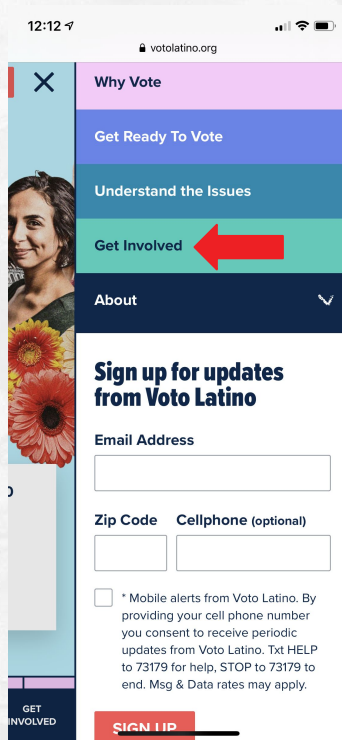 12:12
votolatino.org
Why Vote
Get Ready To Vote
Understand the Issues
Get Involved
About
Sign up for updates
from Voto Latino
Email Address
Zip Code Cellphone (optional)
* Mobile alerts from Voto Latino. By
providing your cell phone number
you consent to receive periodic
updates from Voto Latino. Txt HELP
to 73179 for help, STOP to 73179 to
end. Msg & Data rates may apply.
SIGN UP
GET
INVOLVED